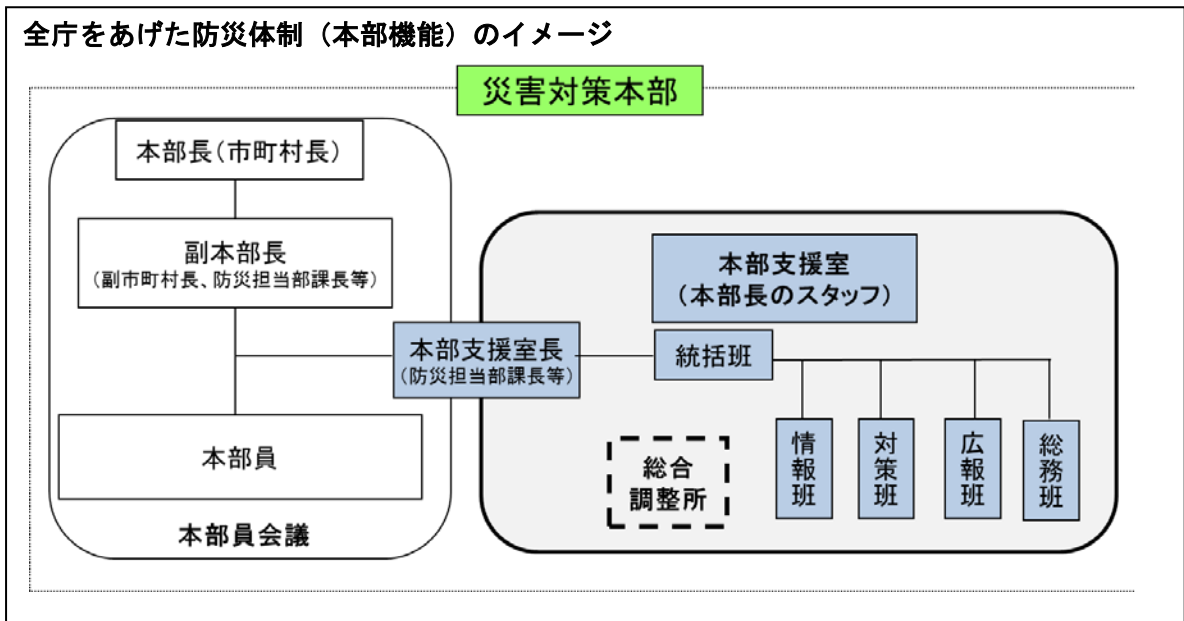 全庁をあげた防災体制（本部機能）のイメージ
災害対策本部
本部長（市町村長）
副本部長
（副市町村長、防災担当部課長等）
本部員
本部員会議
本部支援室長
（防災担当部課長等）
本部支援室
（本部長のスタッフ）
統括班
情報班
対策班
広報班
総務班
総合
調整所